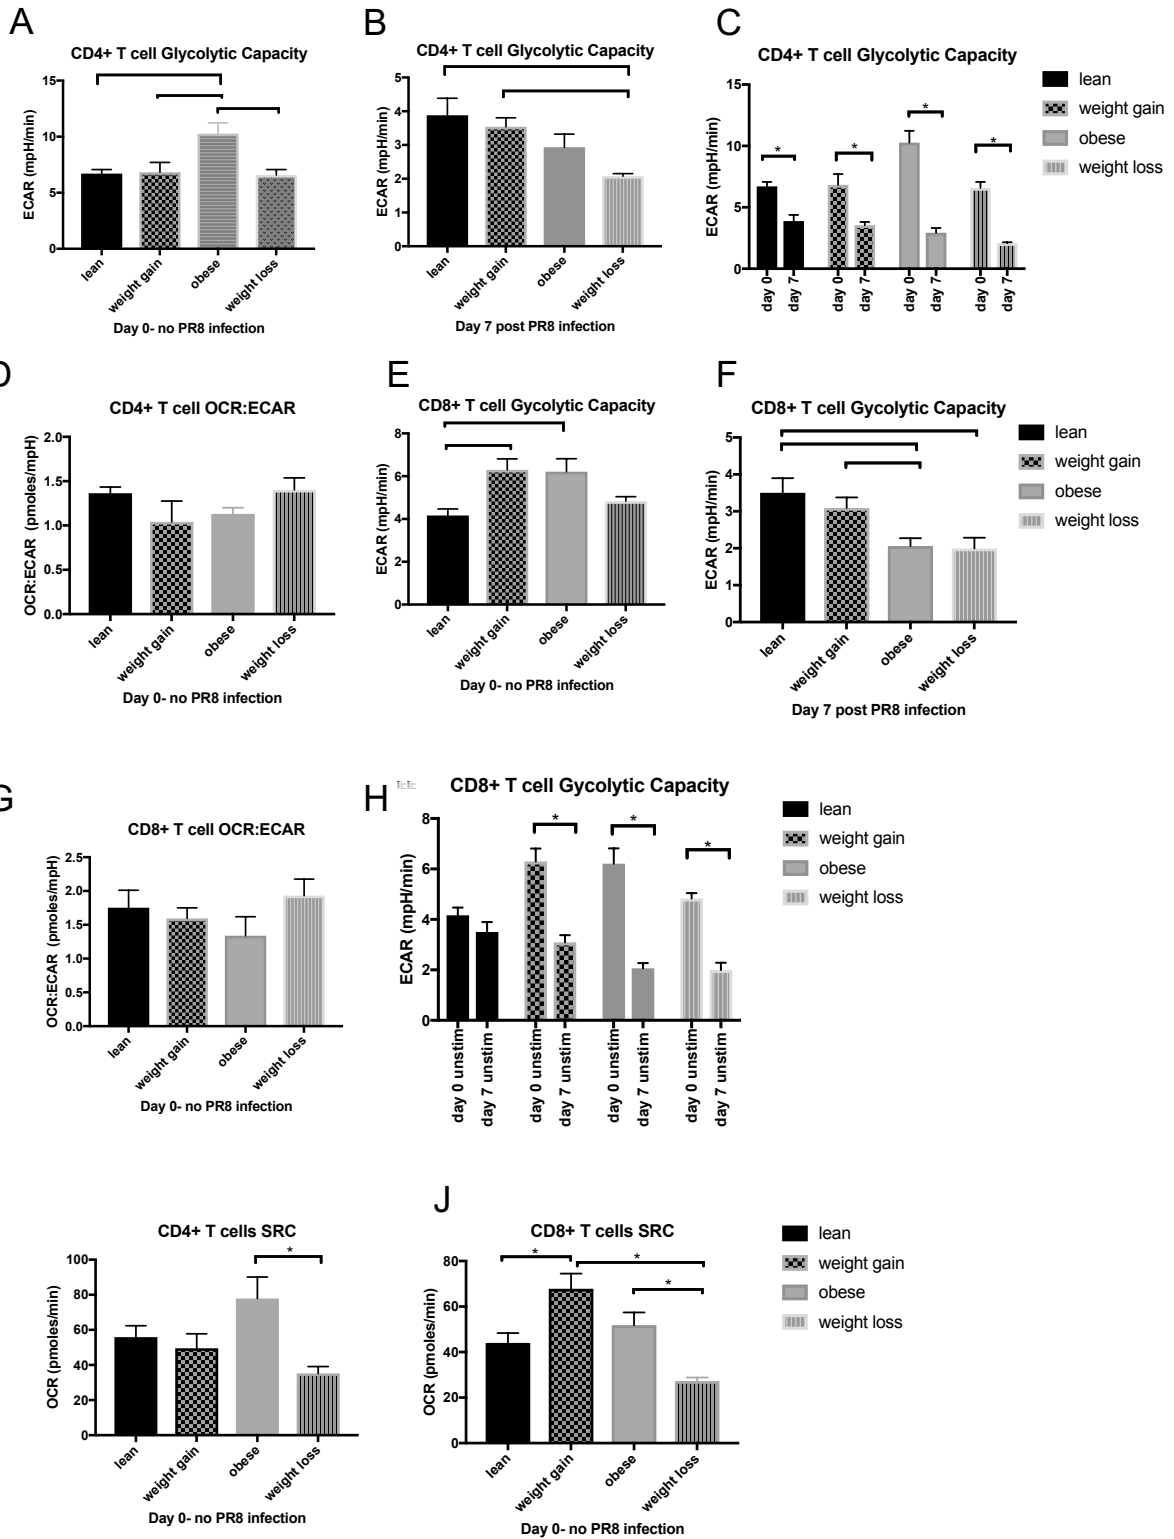 A
CD4+ T cell Glycolytic Capacity
15
10
5
0
ECAR (mpH/min)
lean
weight gain
obese
weight loss
Day 0- no PR8 infection
B
CD4+ T cell Glycolytic Capacity
5
4
3
2
1
0
ECAR (mpH/min)
lean
weight gain
obese
weight loss
Day 7 post PR8 infection
C
CD4+ T cell Glycolytic Capacity
15
10
5
0
ECAR (mpH/min)
*
*
*
*
day 0
day 7
day 0
day 7
day 0
day 7
day 0
day 7
lean
weight gain
obese
weight loss
D
CD4+ T cell OCR:ECAR
2.0
1.5
1.0
0.5
0.0
OCR:ECAR (pmoles/mpH)
lean
weight gain
obese
weight loss
Day 0- no PR8 infection
E
CD8+ T cell Gycolytic Capacity
8
6
4
2
0
ECAR (mpH/min)
lean
weight gain
obese
weight loss
Day 0- no PR8 infection
F
CD8+ T cell Gycolytic Capacity
5
4
3
2
1
0
ECAR (mpH/min)
lean
weight gain
obese
weight loss
Day 7 post PR8 infection
lean
weight gain
obese
weight loss
G
CD8+ T cell OCR:ECAR
2.5
2.0
1.5
1.0
0.5
0.0
OCR:ECAR (pmoles/mpH)
lean
weight gain
obese
weight loss
Day 0- no PR8 infection
H
CD8+ T cell Gycolytic Capacity
8
6
4
2
0
ECAR (mpH/min)
*
*
*
day 0 unstim
day 7 unstim
day 0 unstim
day 7 unstim
day 0 unstim
day 7 unstim
day 0 unstim
day 7 unstim
lean
weight gain
obese
weight loss
CD4+ T cells SRC
100
80
60
40
20
0
OCR (pmoles/min)
*
lean
weight gain
obese
weight loss
Day 0- no PR8 infection
J
CD8+ T cells SRC
80
60
40
20
0
OCR (pmoles/min)
*
*
*
lean
weight gain
obese
weight loss
Day 0- no PR8 infection
lean
weight gain
obese
weight loss